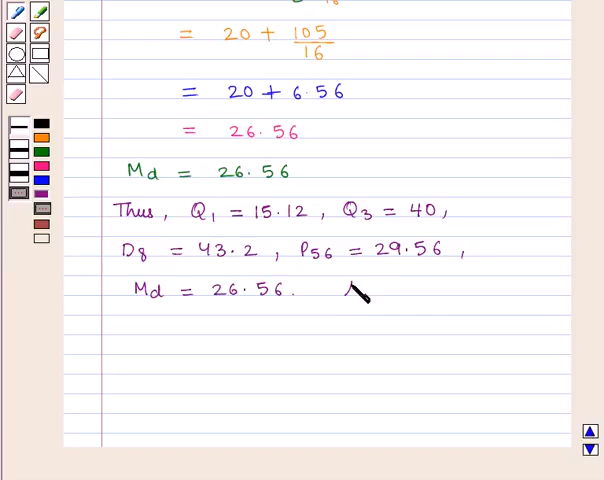 = 20 + 105/16
= 20 + 6.56
= 26.56
Md = 26.56
Thus, Q1 = 15.12, Q3 = 40,
D8 = 43.2, P56 = 29.56,
Md = 26.56.